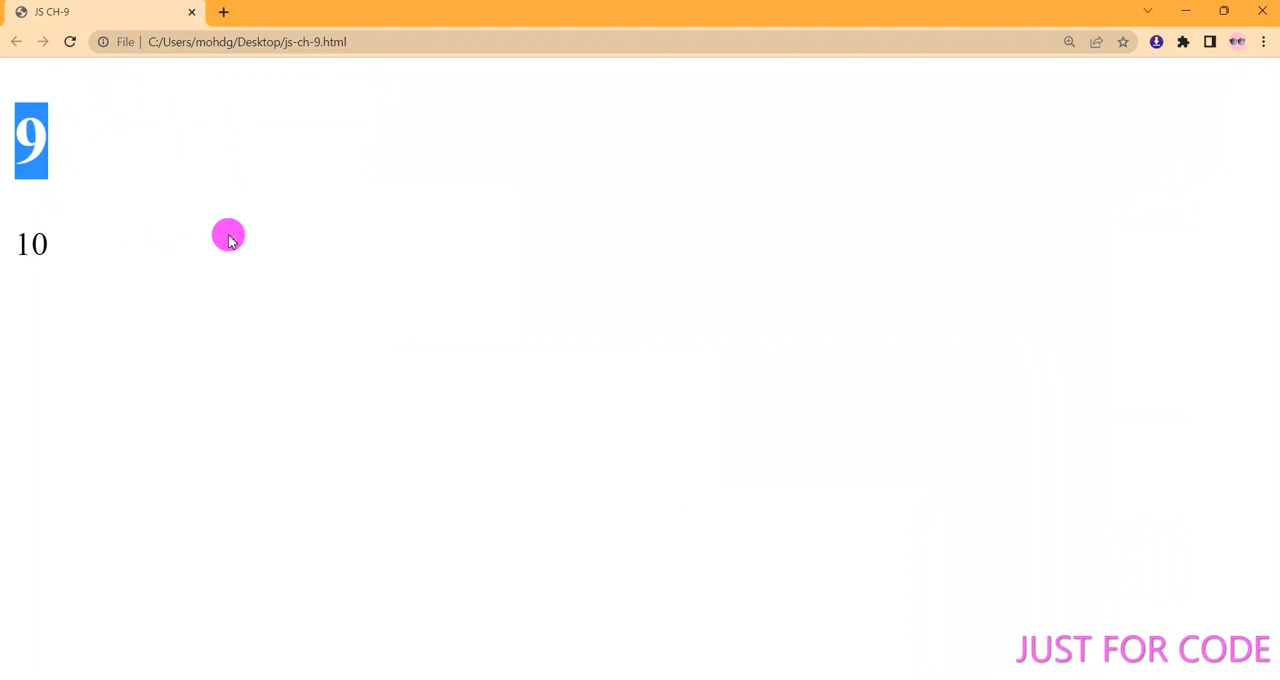 JS CH-9
File
C:/Users/mohdg/Desktop/js-ch-9.html
9
10
JUST FOR CODE